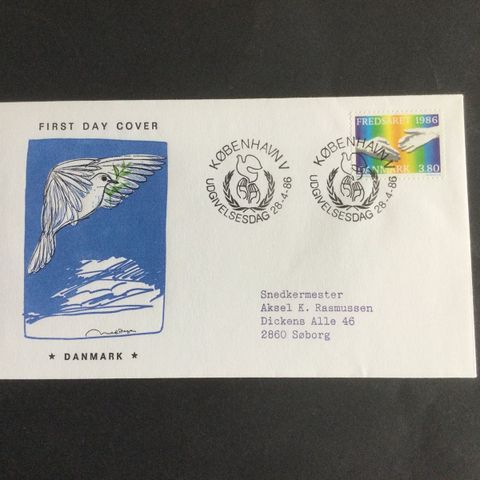 FIRST DAY COVER
★ DANMARK ★
KØBENHAVN V
UDGIVELSESDAG 28-4-86
KØBENHAVN V
UDGIVELSESDAG 28-4-86
FREDSÅRET 1986
DANMARK 3.80
Snedkermester
Aksel E. Rasmussen
Dickens Alle 46
2860 Søborg